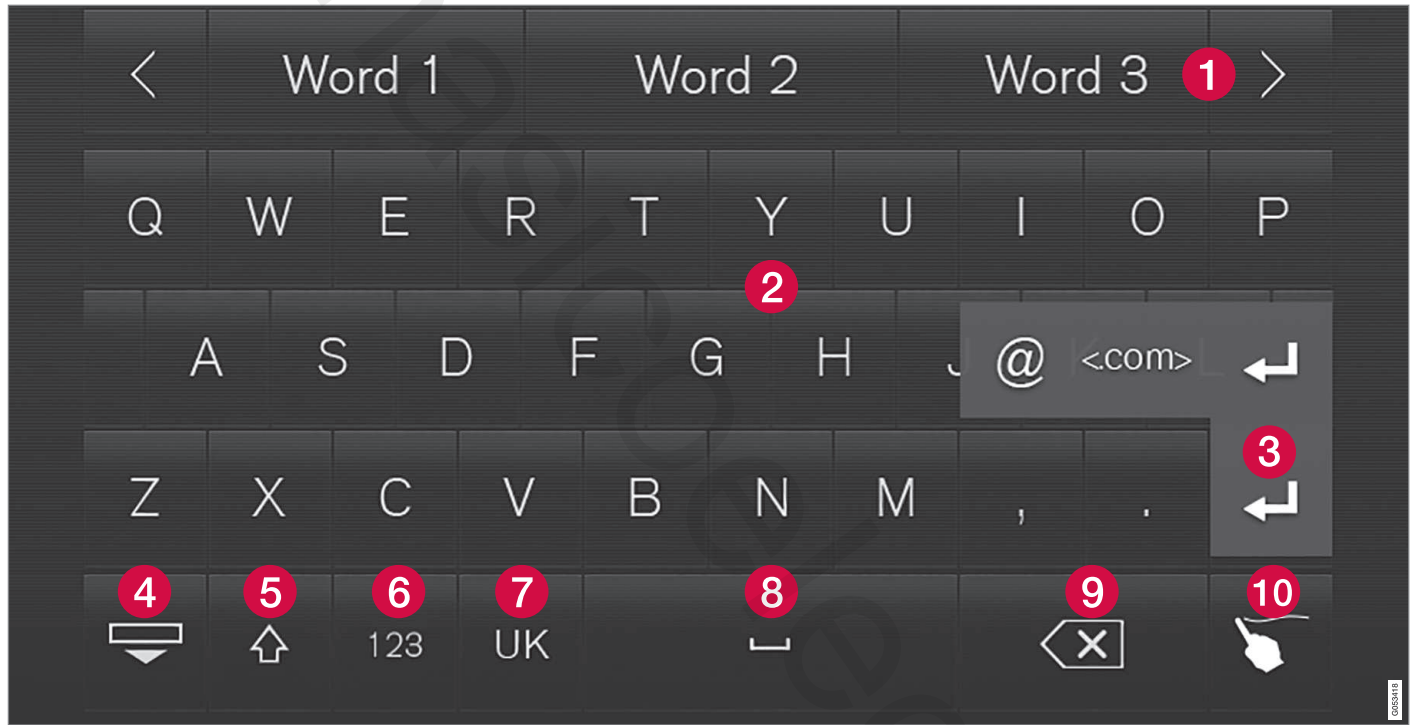 < Word 1 Word 2 Word 3 1 >
Q W E R T Y U I O P
2
A S D F G H J @ <.com>
3
Z X C V B N M , .
4 5 6 7 8 9 10
123 UK
G053418